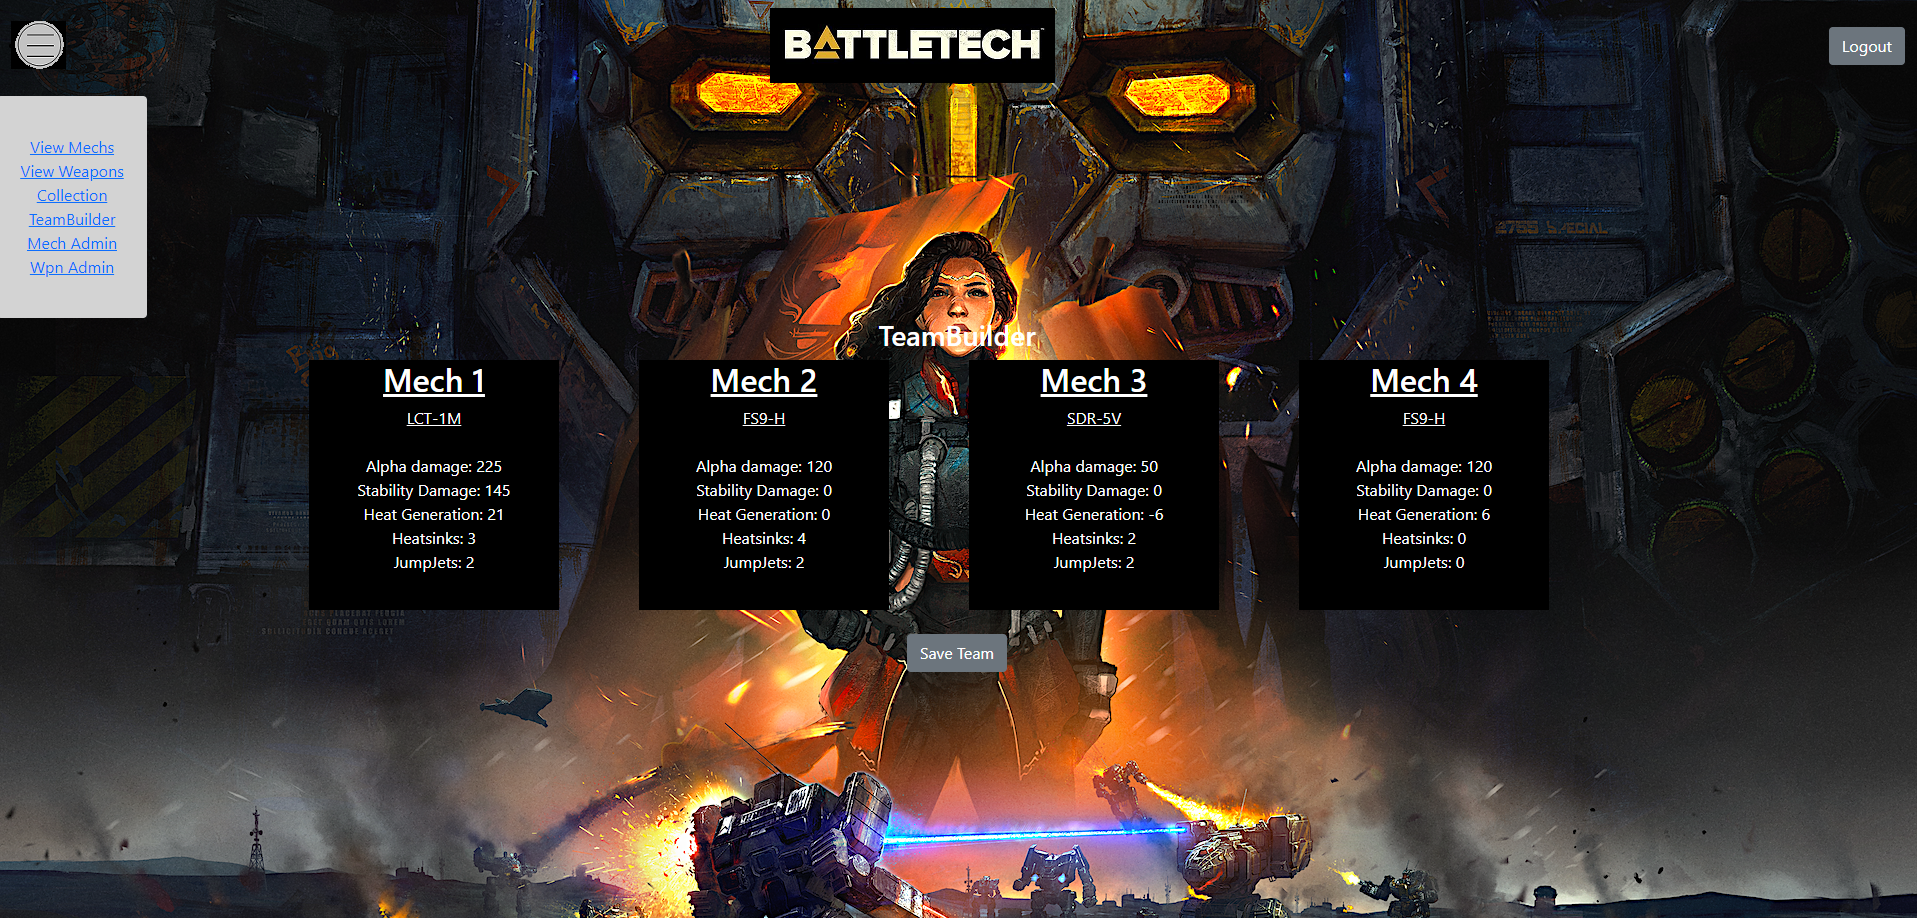 BATTLETECH
Logout
View Mechs
View Weapons
Collection
TeamBuilder
Mech Admin
Wpn Admin
2755 SPECIAL
TeamBuilder
Mech 1
LCT-1M
Alpha damage: 225
Stability Damage: 145
Heat Generation: 21
Heatsinks: 3
JumpJets: 2
Mech 2
FS9-H
Alpha damage: 120
Stability Damage: 0
Heat Generation: 0
Heatsinks: 4
JumpJets: 2
Mech 3
SDR-5V
Alpha damage: 50
Stability Damage: 0
Heat Generation: -6
Heatsinks: 2
JumpJets: 2
Mech 4
FS9-H
Alpha damage: 120
Stability Damage: 0
Heat Generation: 6
Heatsinks: 0
JumpJets: 0
Save Team